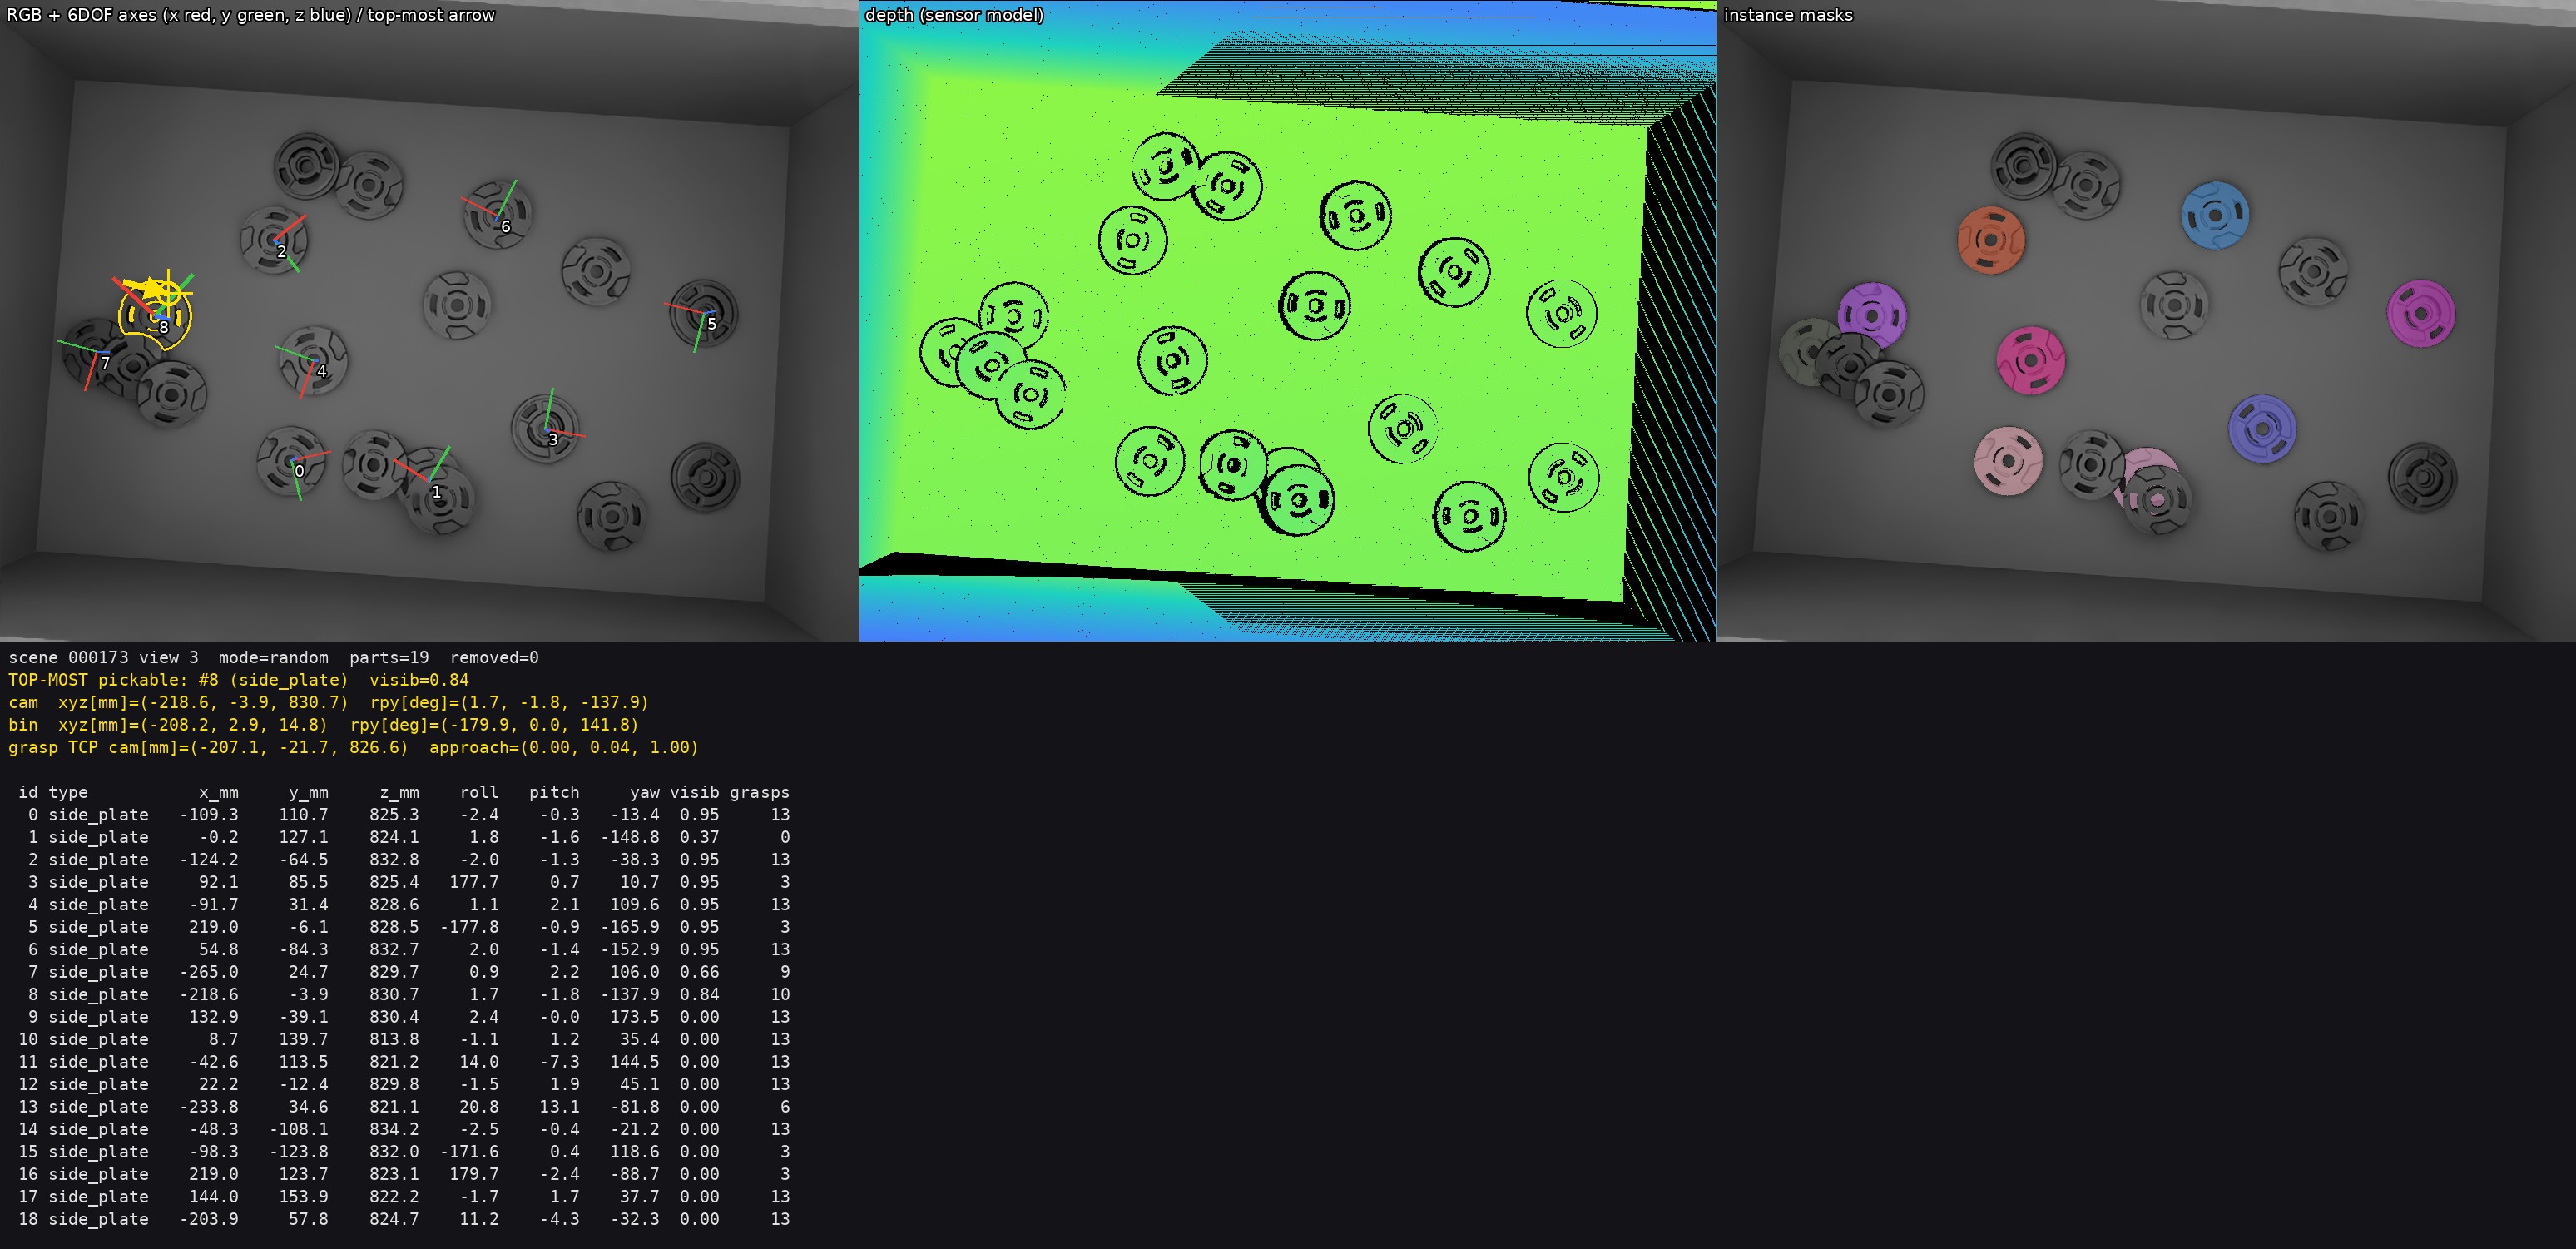 RGB + 6DOF axes (x red, y green, z blue) / top-most arrow
depth (sensor model)
instance masks
6
2
5
8
7
4
3
0
1
scene 000173 view 3  mode=random  parts=19  removed=0
TOP-MOST pickable: #8 (side_plate)  visib=0.84
cam  xyz[mm]=(-218.6, -3.9, 830.7)  rpy[deg]=(1.7, -1.8, -137.9)
bin  xyz[mm]=(-208.2, 2.9, 14.8)  rpy[deg]=(-179.9, 0.0, 141.8)
grasp TCP cam[mm]=(-207.1, -21.7, 826.6)  approach=(0.00, 0.04, 1.00)
id type x_mm y_mm z_mm roll pitch yaw visib grasps
0 side_plate -109.3 110.7 825.3 -2.4 -0.3 -13.4 0.95 13
1 side_plate -0.2 127.1 824.1 1.8 -1.6 -148.8 0.37 0
2 side_plate -124.2 -64.5 832.8 -2.0 -1.3 -38.3 0.95 13
3 side_plate 92.1 85.5 825.4 177.7 0.7 10.7 0.95 3
4 side_plate -91.7 31.4 828.6 1.1 2.1 109.6 0.95 13
5 side_plate 219.0 -6.1 828.5 -177.8 -0.9 -165.9 0.95 3
6 side_plate 54.8 -84.3 832.7 2.0 -1.4 -152.9 0.95 13
7 side_plate -265.0 24.7 829.7 0.9 2.2 106.0 0.66 9
8 side_plate -218.6 -3.9 830.7 1.7 -1.8 -137.9 0.84 10
9 side_plate 132.9 -39.1 830.4 2.4 -0.0 173.5 0.00 13
10 side_plate 8.7 139.7 813.8 -1.1 1.2 35.4 0.00 13
11 side_plate -42.6 113.5 821.2 14.0 -7.3 144.5 0.00 13
12 side_plate 22.2 -12.4 829.8 -1.5 1.9 45.1 0.00 13
13 side_plate -233.8 34.6 821.1 20.8 13.1 -81.8 0.00 6
14 side_plate -48.3 -108.1 834.2 -2.5 -0.4 -21.2 0.00 13
15 side_plate -98.3 -123.8 832.0 -171.6 0.4 118.6 0.00 3
16 side_plate 219.0 123.7 823.1 179.7 -2.4 -88.7 0.00 3
17 side_plate 144.0 153.9 822.2 -1.7 1.7 37.7 0.00 13
18 side_plate -203.9 57.8 824.7 11.2 -4.3 -32.3 0.00 13